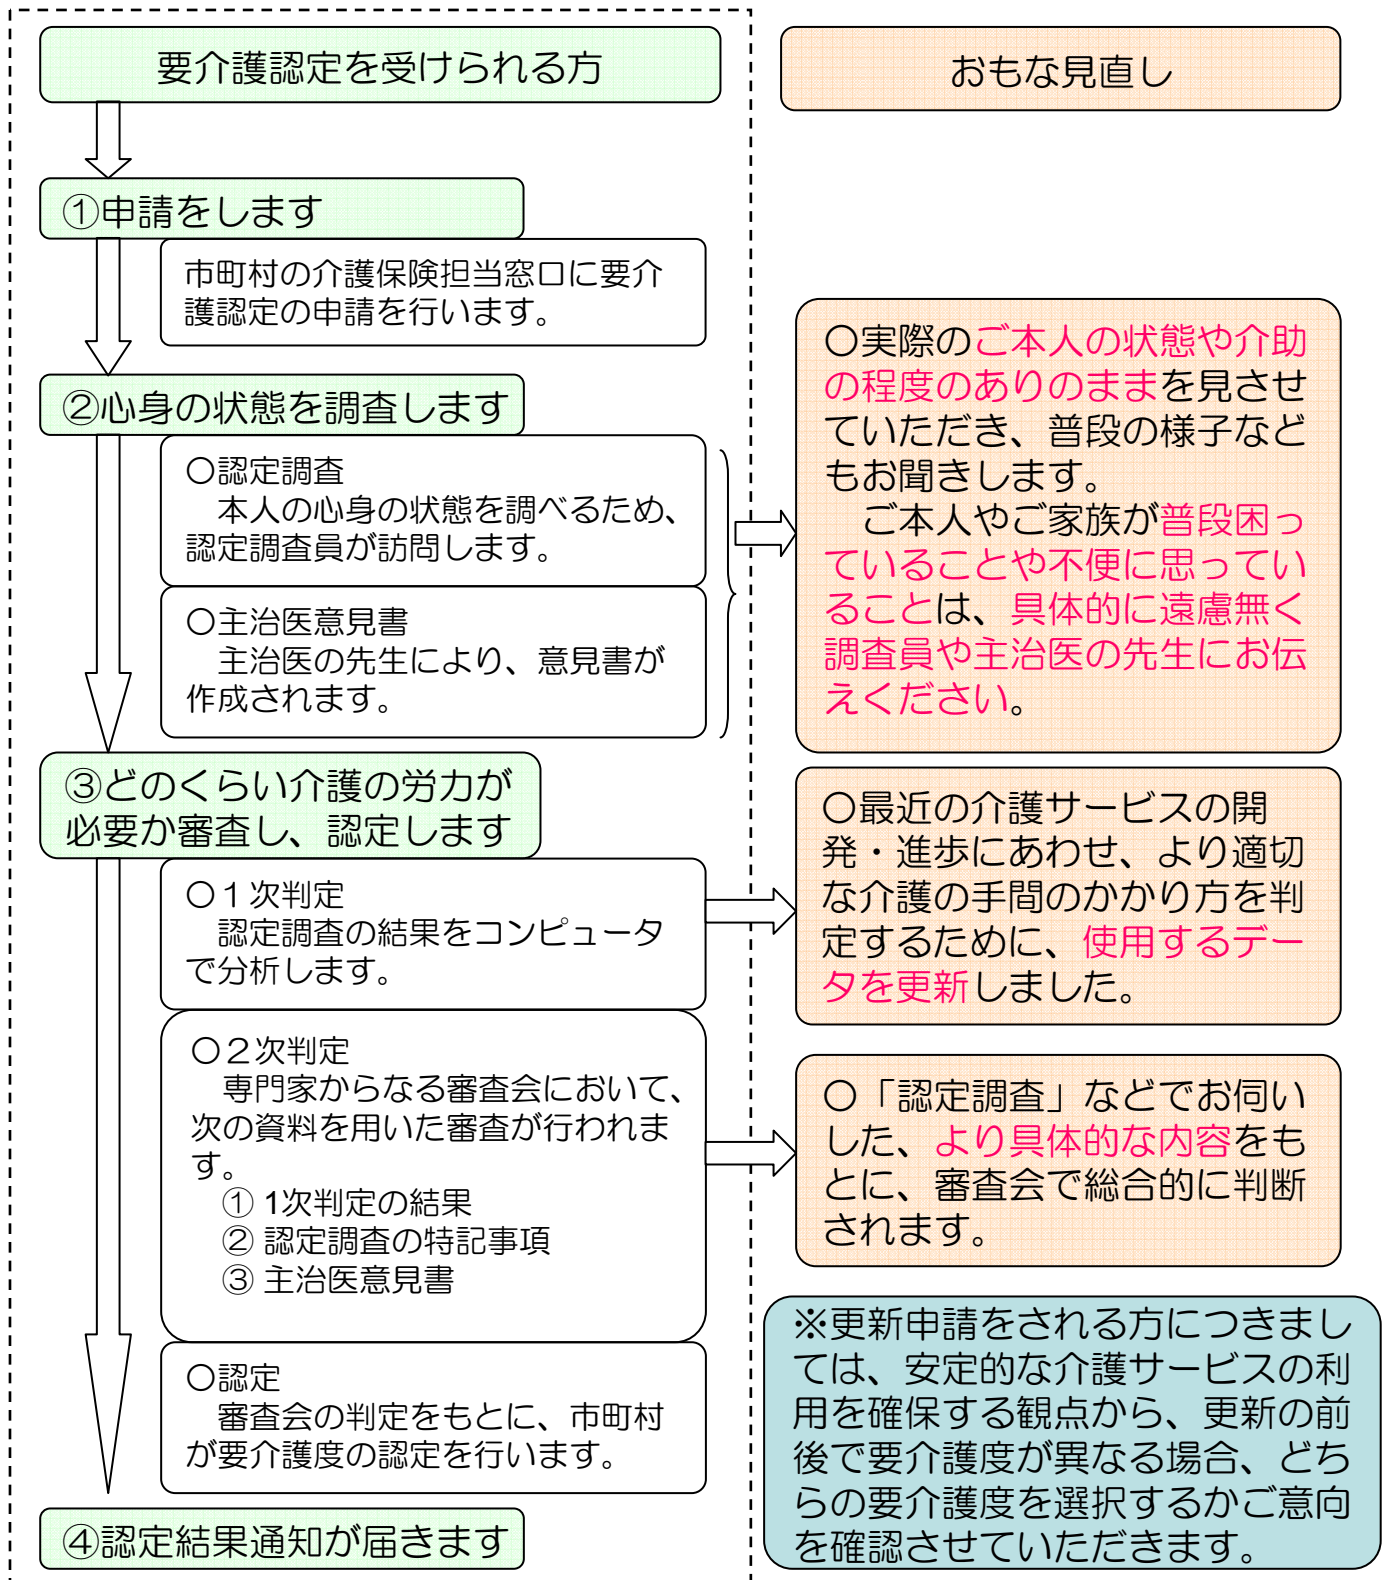 要介護認定を受けられる方
①申請をします
市町村の介護保険担当窓口に要介
護認定の申請を行います。
②心身の状態を調査します
○認定調査
本人の心身の状態を調べるため、
認定調査員が訪問します。
○主治医意見書
主治医の先生により、意見書が
作成されます。
③どのくらい介護の労力が
必要か審査し、認定します
○１次判定
認定調査の結果をコンピュータ
で分析します。
○２次判定
専門家からなる審査会において、
次の資料を用いた審査が行われま
す。
① 1次判定の結果
② 認定調査の特記事項
③ 主治医意見書
○認定
審査会の判定をもとに、市町村
が要介護度の認定を行います。
④認定結果通知が届きます
おもな見直し
○実際のご本人の状態や介助
の程度のありのままを見させ
ていただき、普段の様子など
もお聞きします。
ご本人やご家族が普段困っ
ていることや不便に思ってい
ることは、具体的に遠慮無く
調査員や主治医の先生にお伝
えください。
○最近の介護サービスの開
発・進歩にあわせ、より適切
な介護の手間のかかり方を判
定するために、使用するデー
タを更新しました。
○「認定調査」などでお伺い
した、より具体的な内容をも
とに、審査会で総合的に判断
されます。
※更新申請をされる方につきまし
ては、安定的な介護サービスの利
用を確保する観点から、更新の前
後で要介護度が異なる場合、どち
らの要介護度を選択するかご意向
を確認させていただきます。